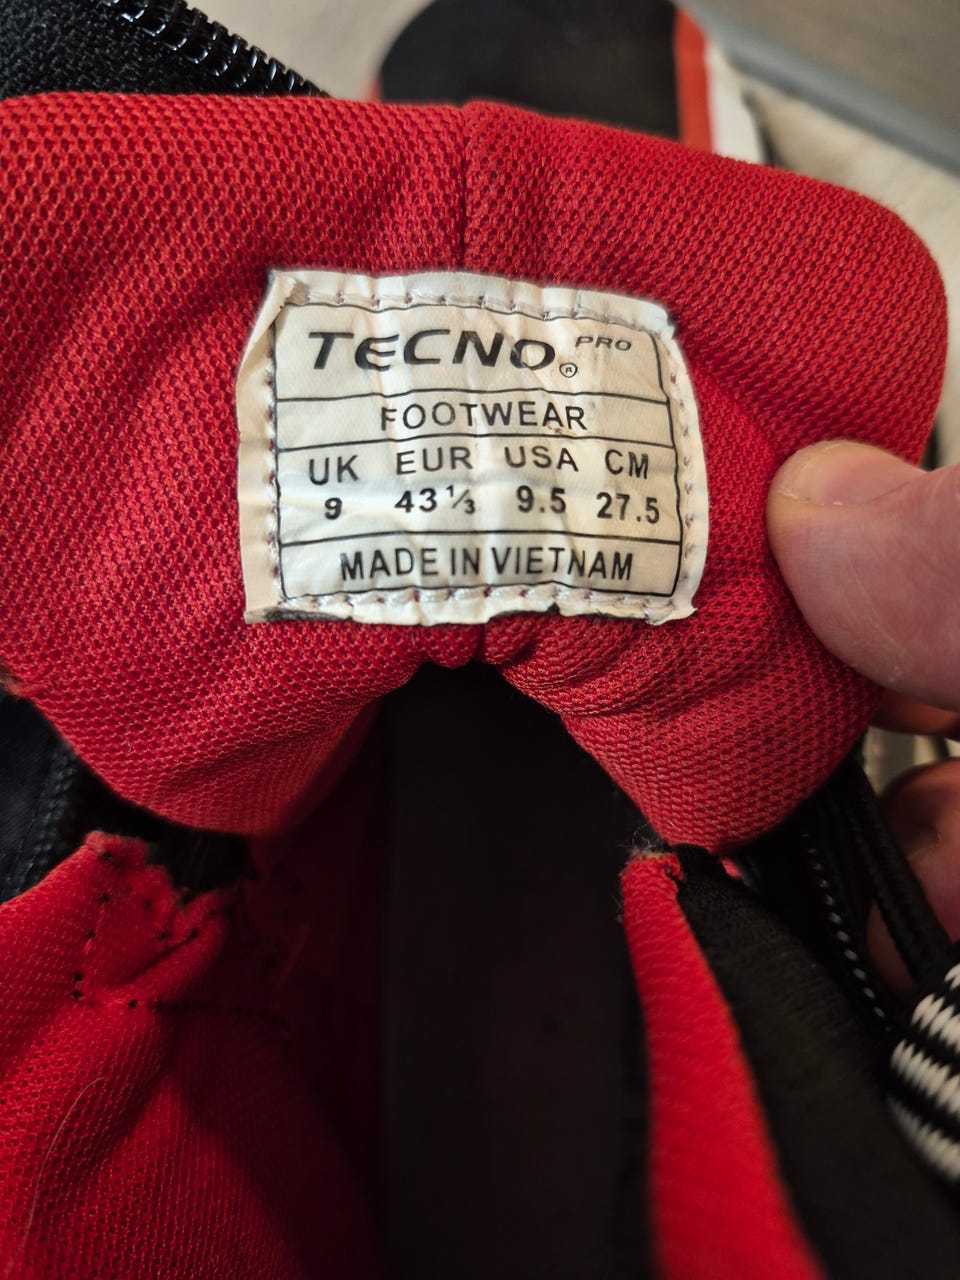 TECNO® PRO
FOOTWEAR
UK EUR USA CM
9 43⅓ 9.5 27.5
MADE IN VIETNAM